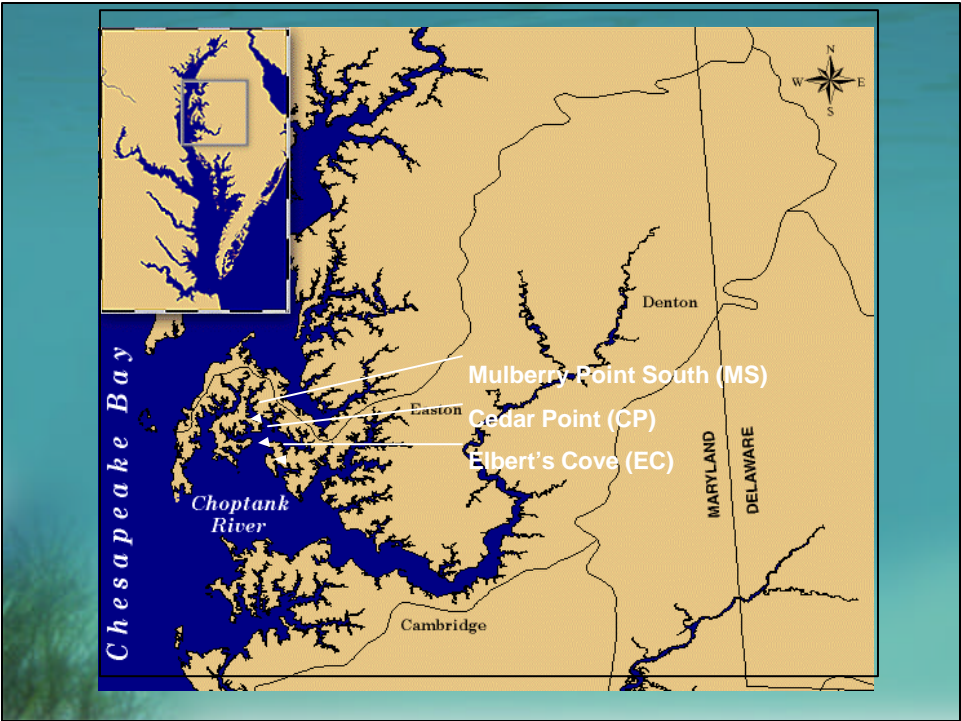 N
W E
S
Denton
Mulberry Point South (MS)
Easton
Cedar Point (CP)
Elbert's Cove (EC)
MARYLAND
DELAWARE
Chesapeake Bay
Choptank
River
Cambridge